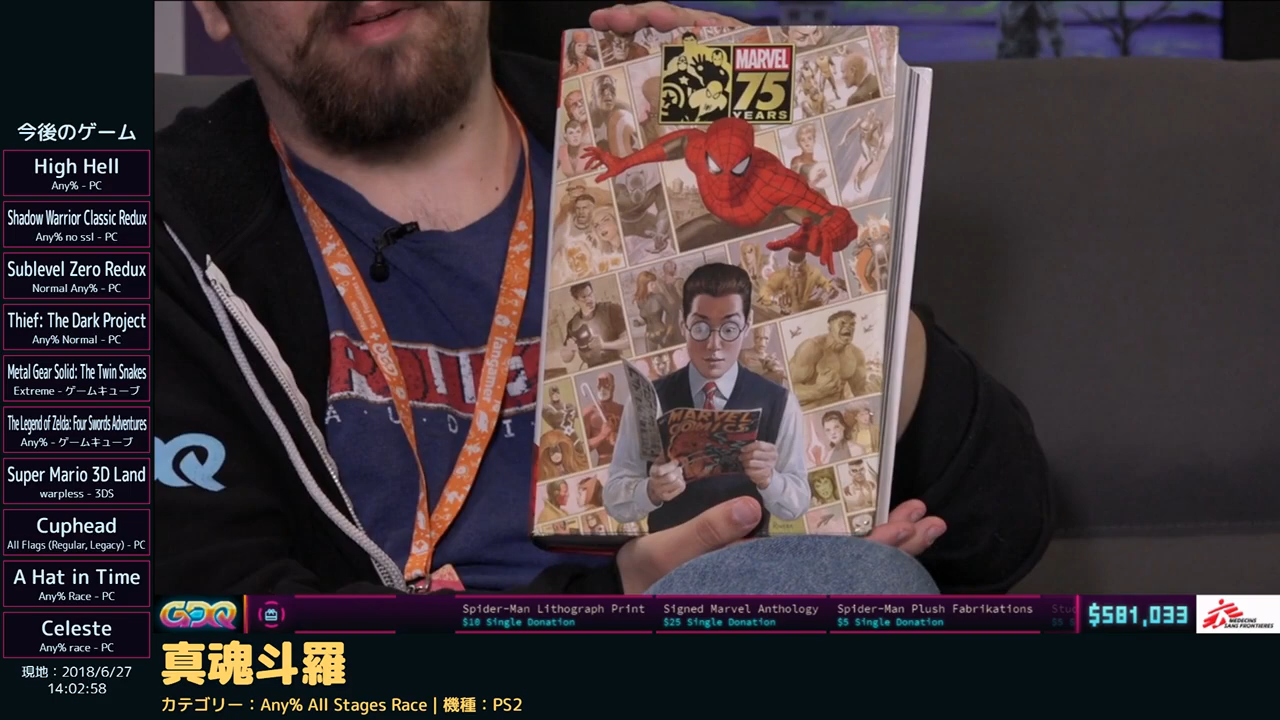 今後のゲーム
High Hell
Any% - PC
Shadow Warrior Classic Redux
Any% no ssl - PC
Sublevel Zero Redux
Normal Any% - PC
Thief: The Dark Project
Any% Normal - PC
Metal Gear Solid: The Twin Snakes
Extreme - ゲームキューブ
The Legend of Zelda: Four Swords Adventures
Any% - ゲームキューブ
Super Mario 3D Land
warpless - 3DS
Cuphead
All Flags (Regular, Legacy) - PC
A Hat in Time
Any% Race - PC
Celeste
Any% race - PC
現地：2018/6/27
14:02:58
MARVEL
75
YEARS
MARVEL
COMICS
fangamer
GDQ
Spider-Man Lithograph Print
$10 Single Donation
Signed Marvel Anthology
$25 Single Donation
Spider-Man Plush Fabrikations
$5 Single Donation
$581,033
MEDECINS
SANS FRONTIERES
真魂斗羅
カテゴリー：Any% All Stages Race | 機種：PS2